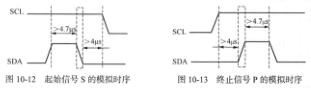 SCL
SCL
>4.7μs
>4μs
>4μs
>4.7μs
SDA
SDA
图 10-12 起始信号 S 的模拟时序
图 10-13 终止信号 P 的模拟时序